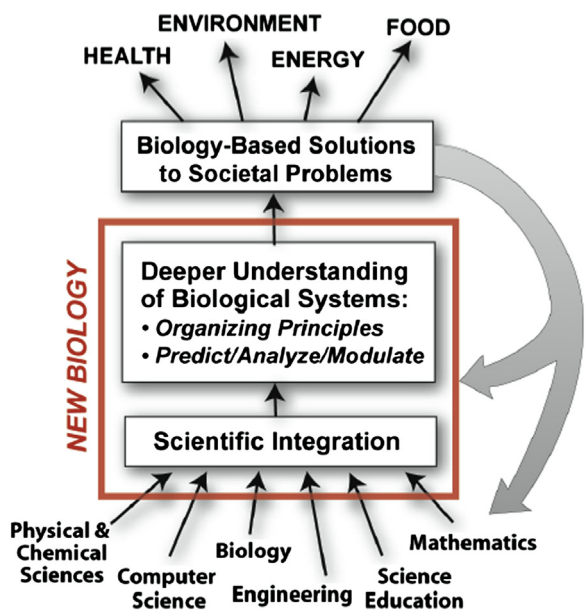 ENVIRONMENT
FOOD
HEALTH
ENERGY
Biology-Based Solutions
to Societal Problems
NEW BIOLOGY
Deeper Understanding
of Biological Systems:
• Organizing Principles
• Predict/Analyze/Modulate
Scientific Integration
Physical &
Chemical
Sciences
Computer
Science
Biology
Engineering
Science
Education
Mathematics